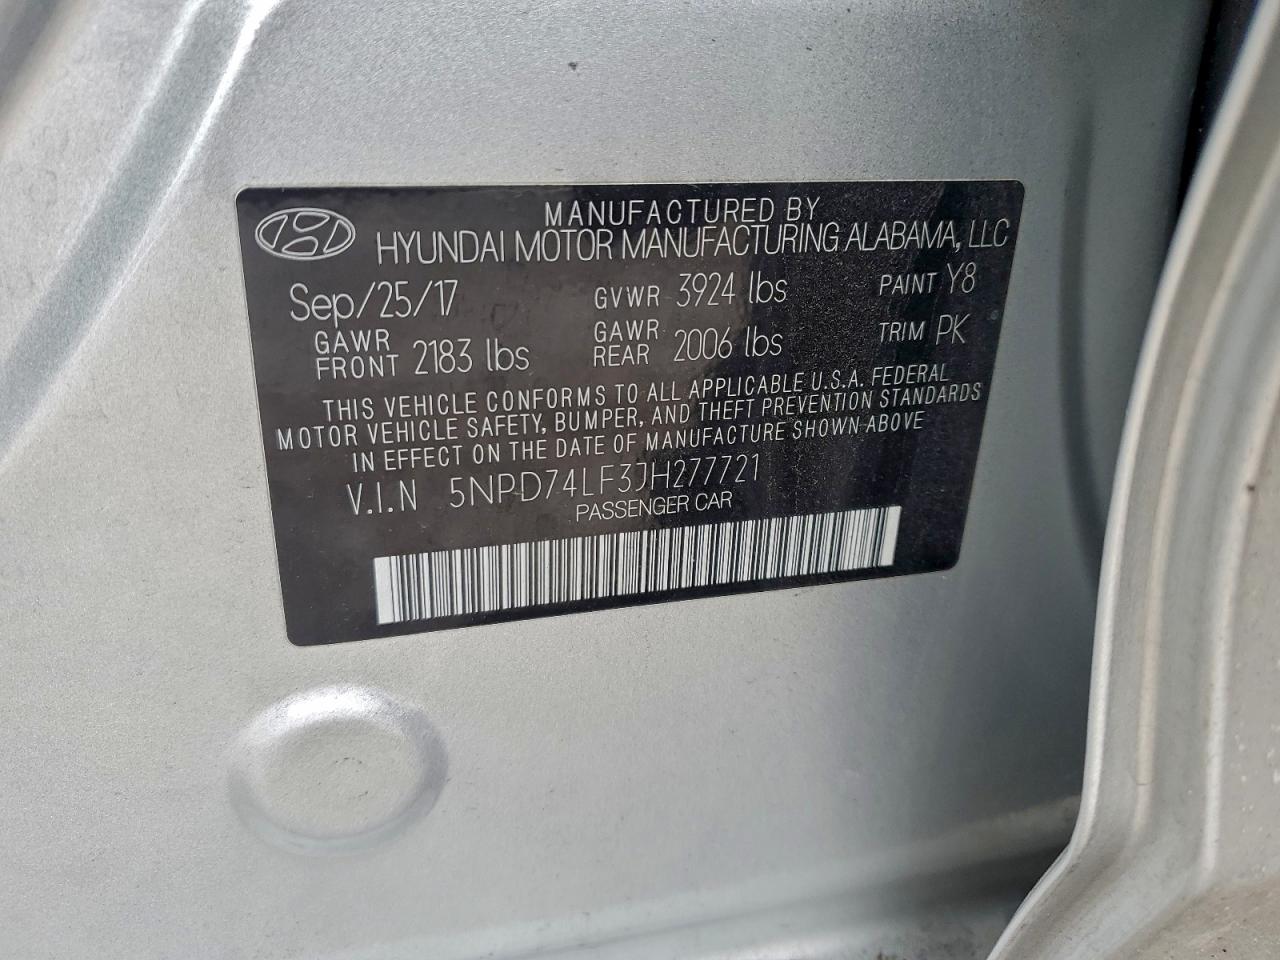 MANUFACTURED BY
HYUNDAI MOTOR MANUFACTURING ALABAMA, LLC
Sep/25/17 GVWR 3924 lbs PAINT Y8
GAWR FRONT 2183 lbs GAWR REAR 2006 lbs TRIM PK
THIS VEHICLE CONFORMS TO ALL APPLICABLE U.S.A. FEDERAL
MOTOR VEHICLE SAFETY, BUMPER, AND THEFT PREVENTION STANDARDS
IN EFFECT ON THE DATE OF MANUFACTURE SHOWN ABOVE
V.I.N 5NPD74LF3JH277721
PASSENGER CAR